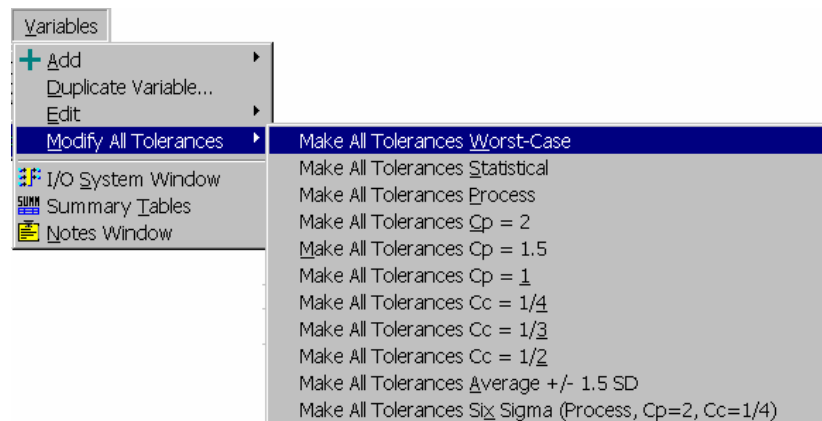 Variables
Add
Duplicate Variable...
Edit
Modify All Tolerances
I/O System Window
SUMM Summary Tables
Notes Window
Make All Tolerances Worst-Case
Make All Tolerances Statistical
Make All Tolerances Process
Make All Tolerances Cp = 2
Make All Tolerances Cp = 1.5
Make All Tolerances Cp = 1
Make All Tolerances Cc = 1/4
Make All Tolerances Cc = 1/3
Make All Tolerances Cc = 1/2
Make All Tolerances Average +/- 1.5 SD
Make All Tolerances Six Sigma (Process, Cp=2, Cc=1/4)